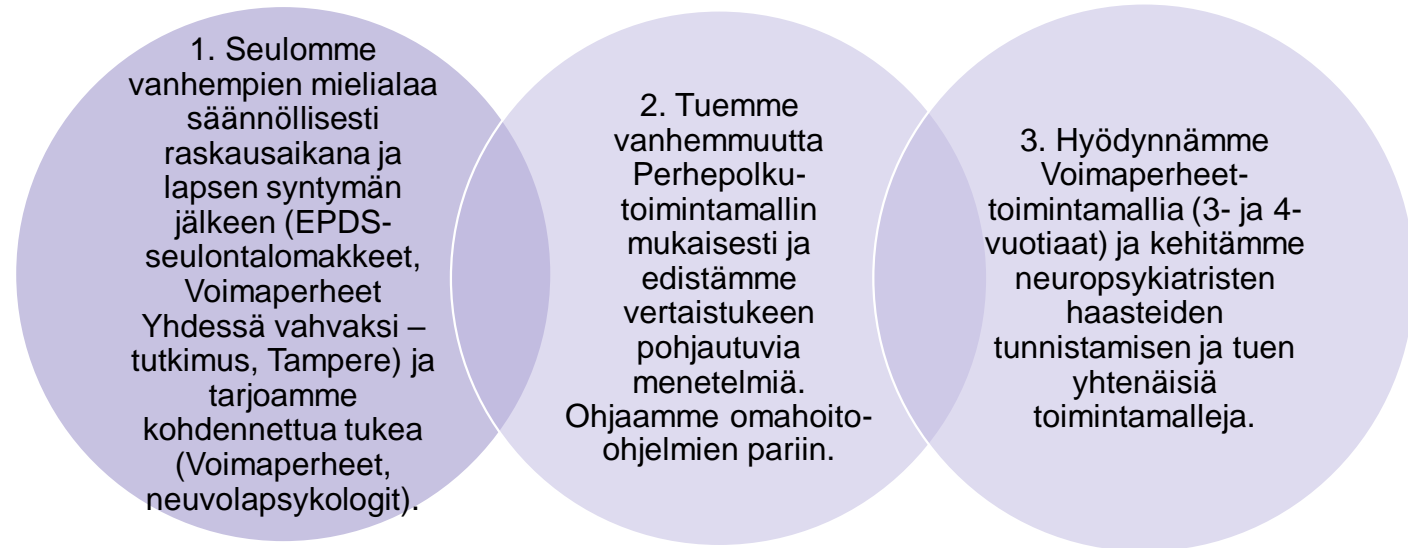 1. Seulomme
vanhempien mielialaa
säännöllisesti
raskausaikana ja
lapsen syntymän
jälkeen (EPDS-
seulontalomakkeet,
Voimaperheet
Yhdessä vahvaksi –
tutkimus, Tampere) ja
tarjoamme
kohdennettua tukea
(Voimaperheet,
neuvolapsykologit).
2. Tuemme
vanhemmuutta
Perhepolku-
toimintamallin
mukaisesti ja
edistämme
vertaistukeen
pohjautuvia
menetelmiä.
Ohjaamme omahoito-
ohjelmien pariin.
3. Hyödynnämme
Voimaperheet-
toimintamallia (3- ja 4-
vuotiaat) ja kehitämme
neuropsykiatristen
haasteiden
tunnistamisen ja tuen
yhtenäisiä
toimintamalleja.